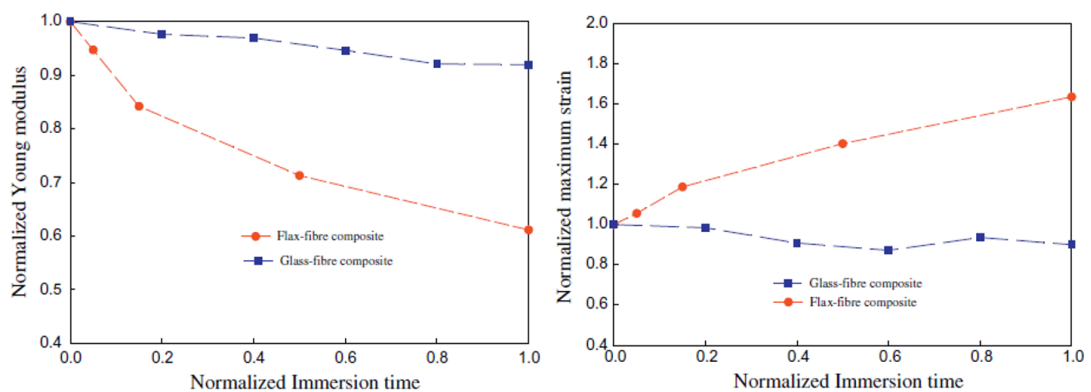 Normalized Young modulus
1.0
0.9
0.8
0.7
0.6
0.5
0.4
Flax-fibre composite
Glass-fibre composite
0.0 0.2 0.4 0.6 0.8 1.0
Normalized Immersion time
Normalized maximum strain
2.0
1.8
1.6
1.4
1.2
1.0
0.8
0.6
0.4
Glass-fibre composite
Flax-fibre composite
0.0 0.2 0.4 0.6 0.8 1.0
Normalized Immersion time